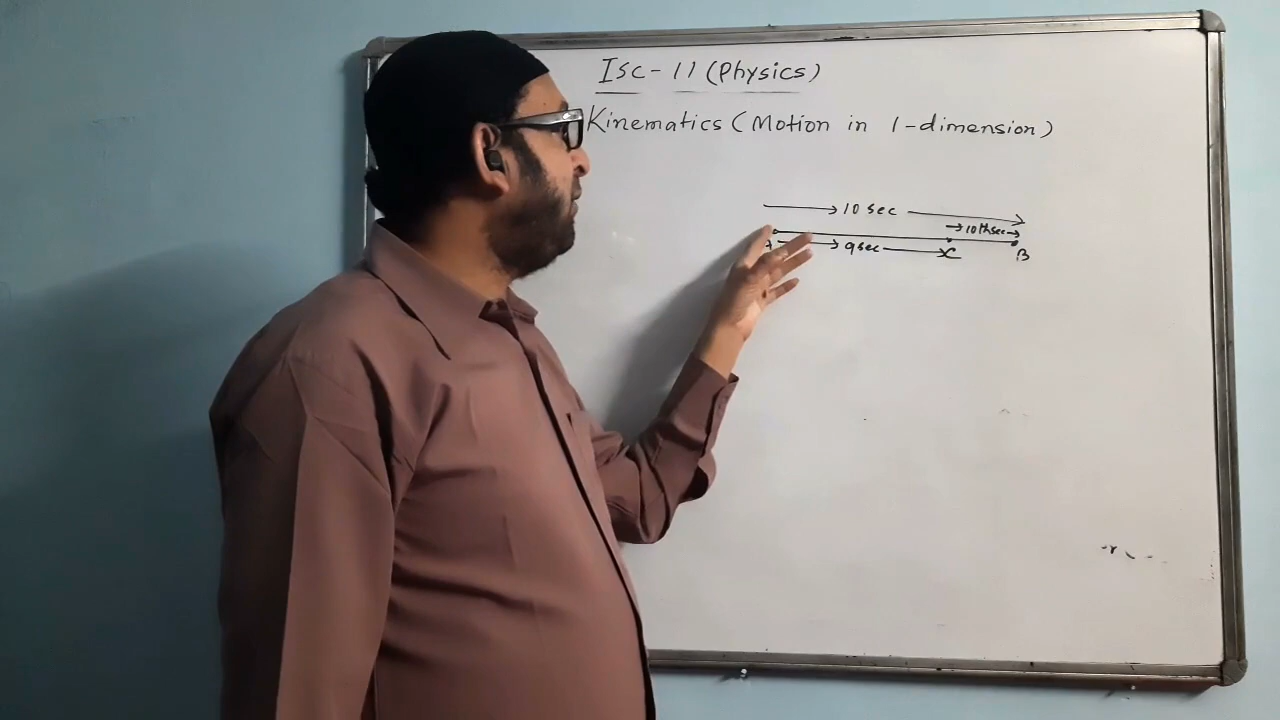 ISC - 11 (Physics)
Kinematics (Motion in 1-dimension)
10 sec
10th sec
A 9 sec C B